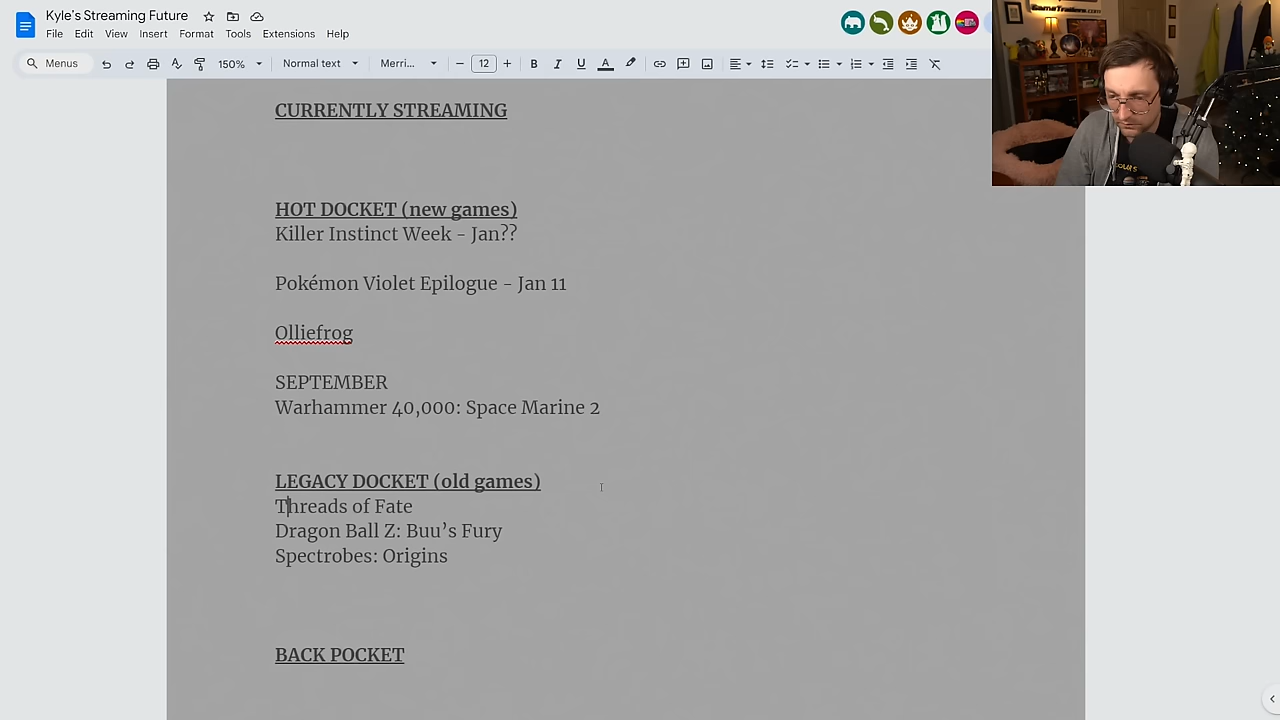 Kyle's Streaming Future
File Edit View Insert Format Tools Extensions Help
Menus 150% Normal text Merri... 12
GameTrailers.com
CURRENTLY STREAMING
HOT DOCKET (new games)
Killer Instinct Week - Jan??
Pokémon Violet Epilogue - Jan 11
Olliefrog
SEPTEMBER
Warhammer 40,000: Space Marine 2
LEGACY DOCKET (old games)
Threads of Fate
Dragon Ball Z: Buu’s Fury
Spectrobes: Origins
BACK POCKET